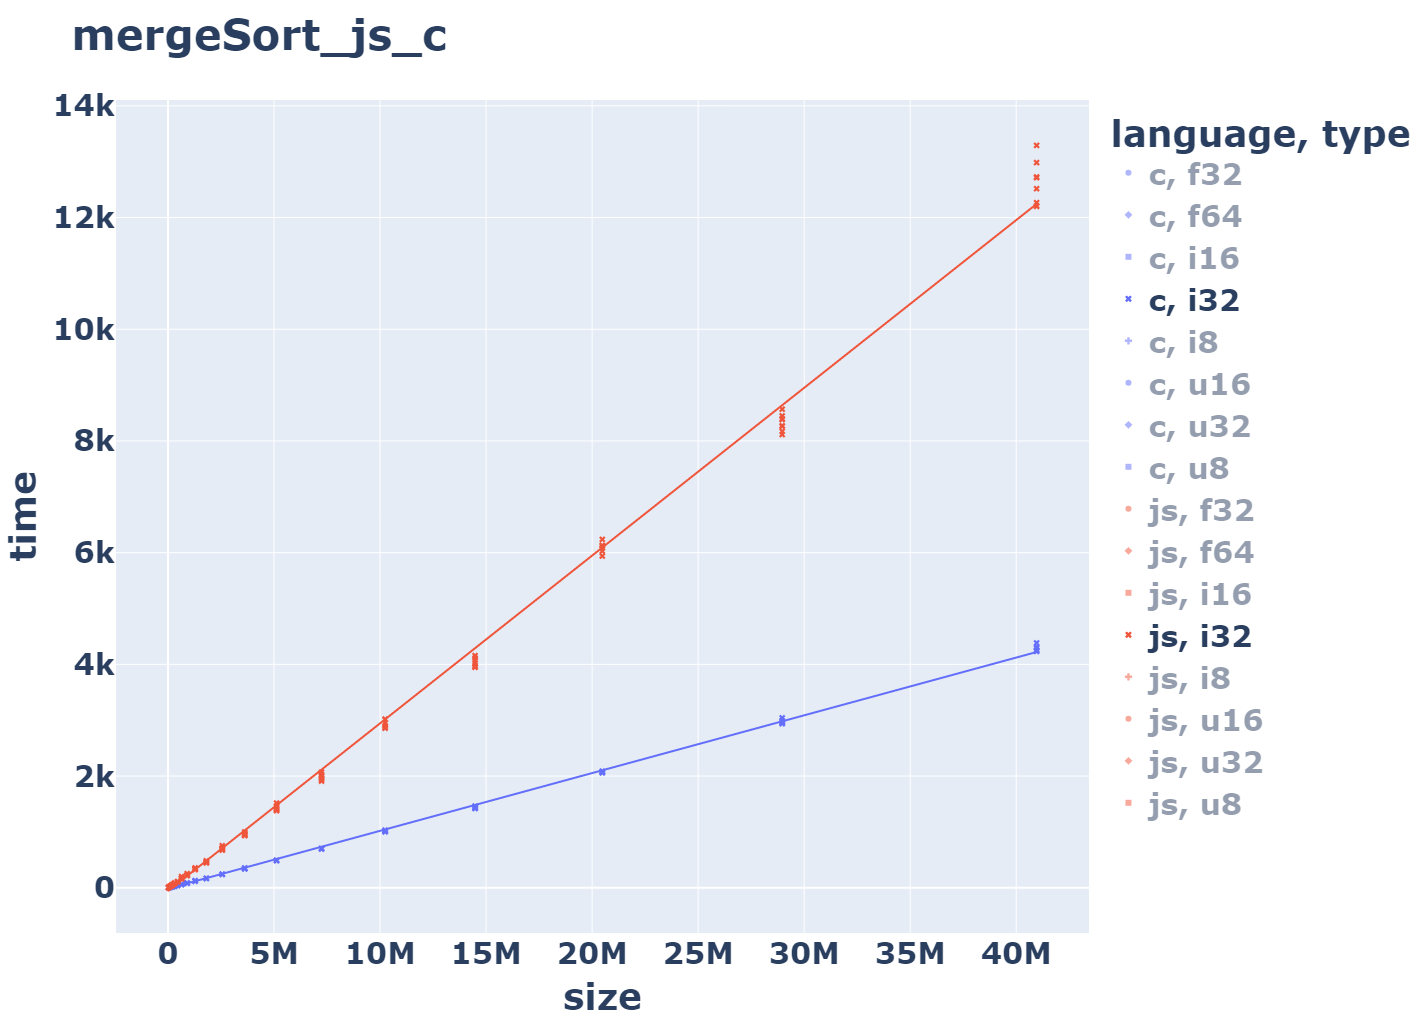 mergeSort_js_c
14k
12k
10k
8k
6k
4k
2k
0
time
0 5M 10M 15M 20M 25M 30M 35M 40M
size
language, type
c, f32
c, f64
c, i16
c, i32
c, i8
c, u16
c, u32
c, u8
js, f32
js, f64
js, i16
js, i32
js, i8
js, u16
js, u32
js, u8